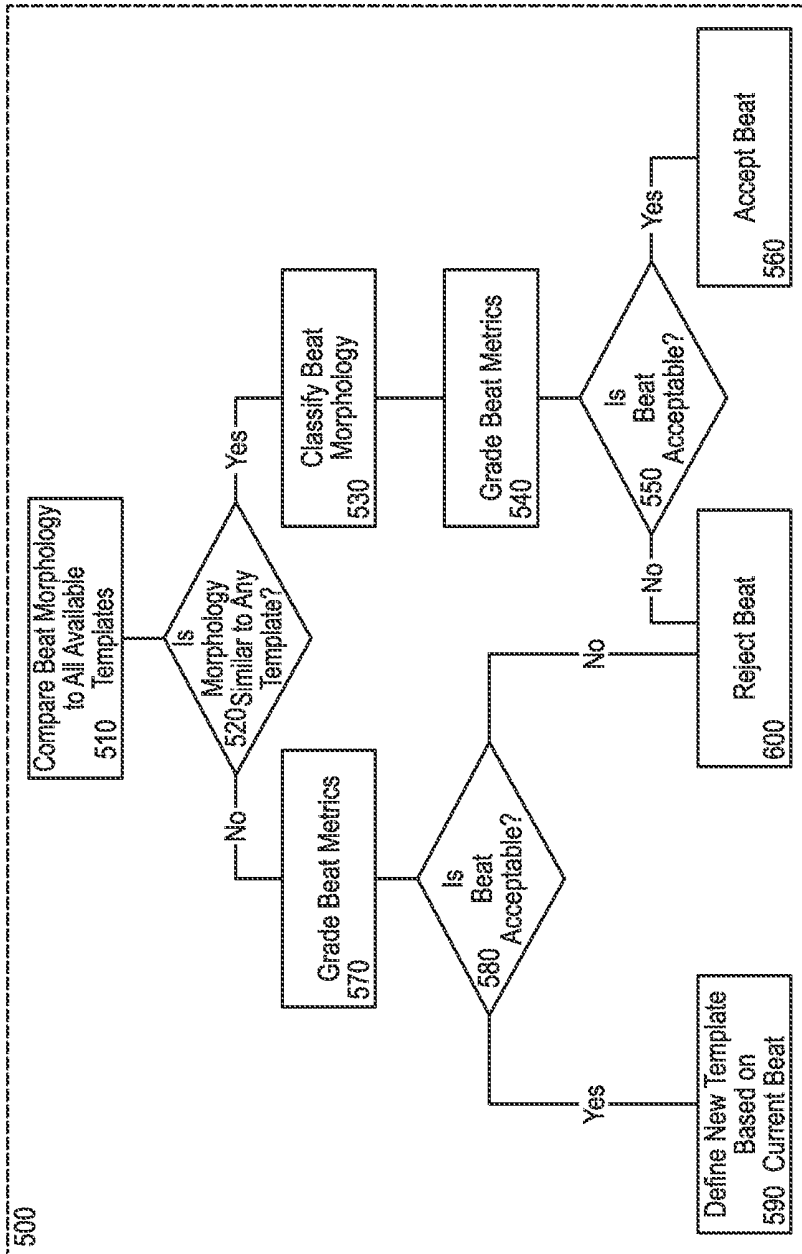 500
Compare Beat Morphology
to All Available
510 Templates
Is
Morphology
520 Similar to Any
Template?
No
Yes
Grade Beat Metrics
570
Classify Beat
Morphology
530
Is
Beat
Acceptable?
580
Grade Beat Metrics
540
Yes
No
Is
Beat
Acceptable?
550
No
Yes
Define New Template
Based on
590 Current Beat
Reject Beat
600
Accept Beat
560